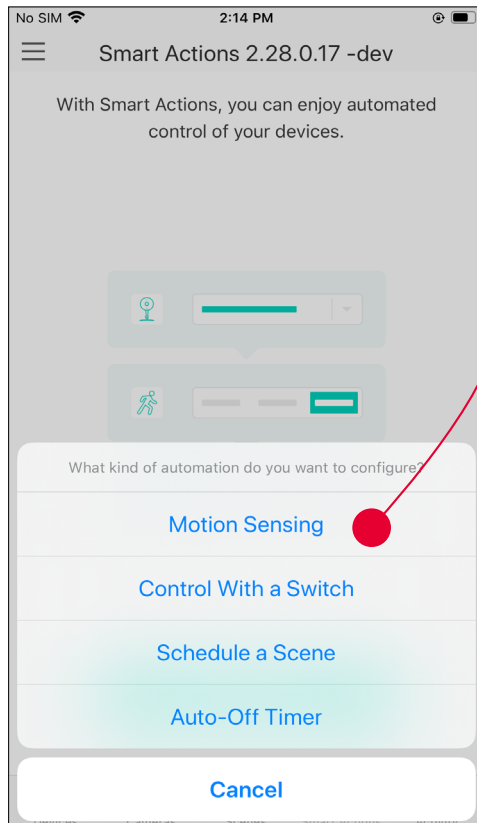 No SIM 2:14 PM
Smart Actions 2.28.0.17 -dev
With Smart Actions, you can enjoy automated
control of your devices.
What kind of automation do you want to configure?
Motion Sensing
Control With a Switch
Schedule a Scene
Auto-Off Timer
Cancel